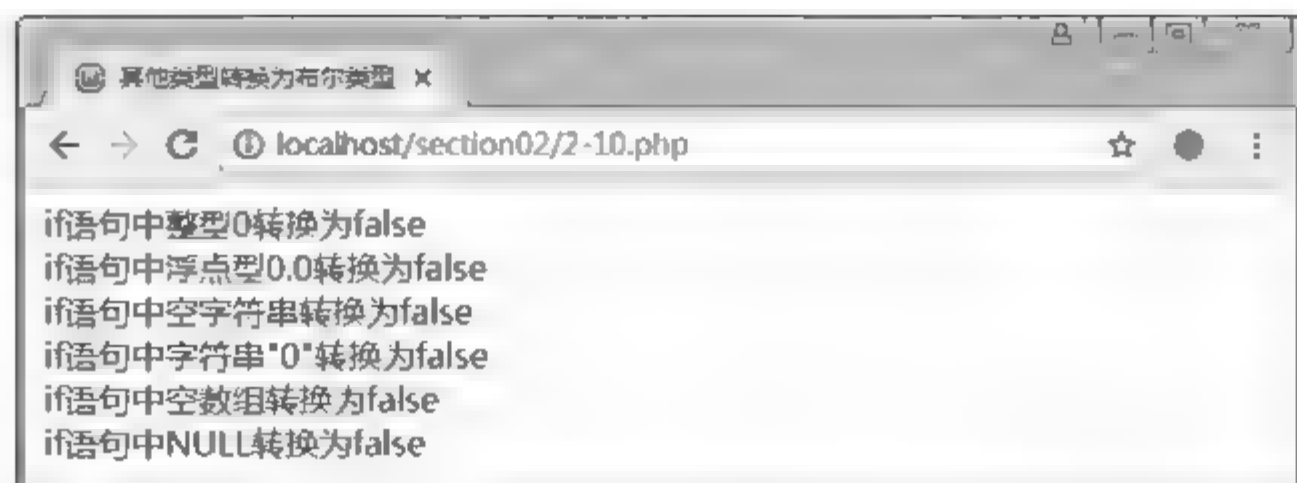 其他类型转换为布尔类型
localhost/section02/2-10.php
if语句中整型0转换为false
if语句中浮点型0.0转换为false
if语句中空字符串转换为false
if语句中字符串"0"转换为false
if语句中空数组转换为false
if语句中NULL转换为false